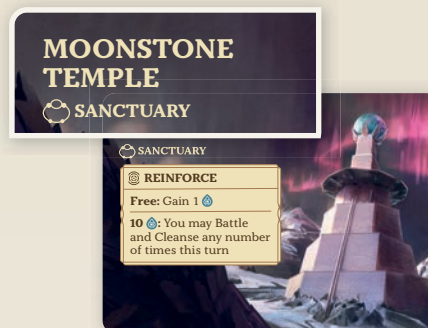 MOONSTONE
TEMPLE
SANCTUARY
SANCTUARY
REINFORCE
Free: Gain 1
10 : You may Battle
and Cleanse any number
of times this turn